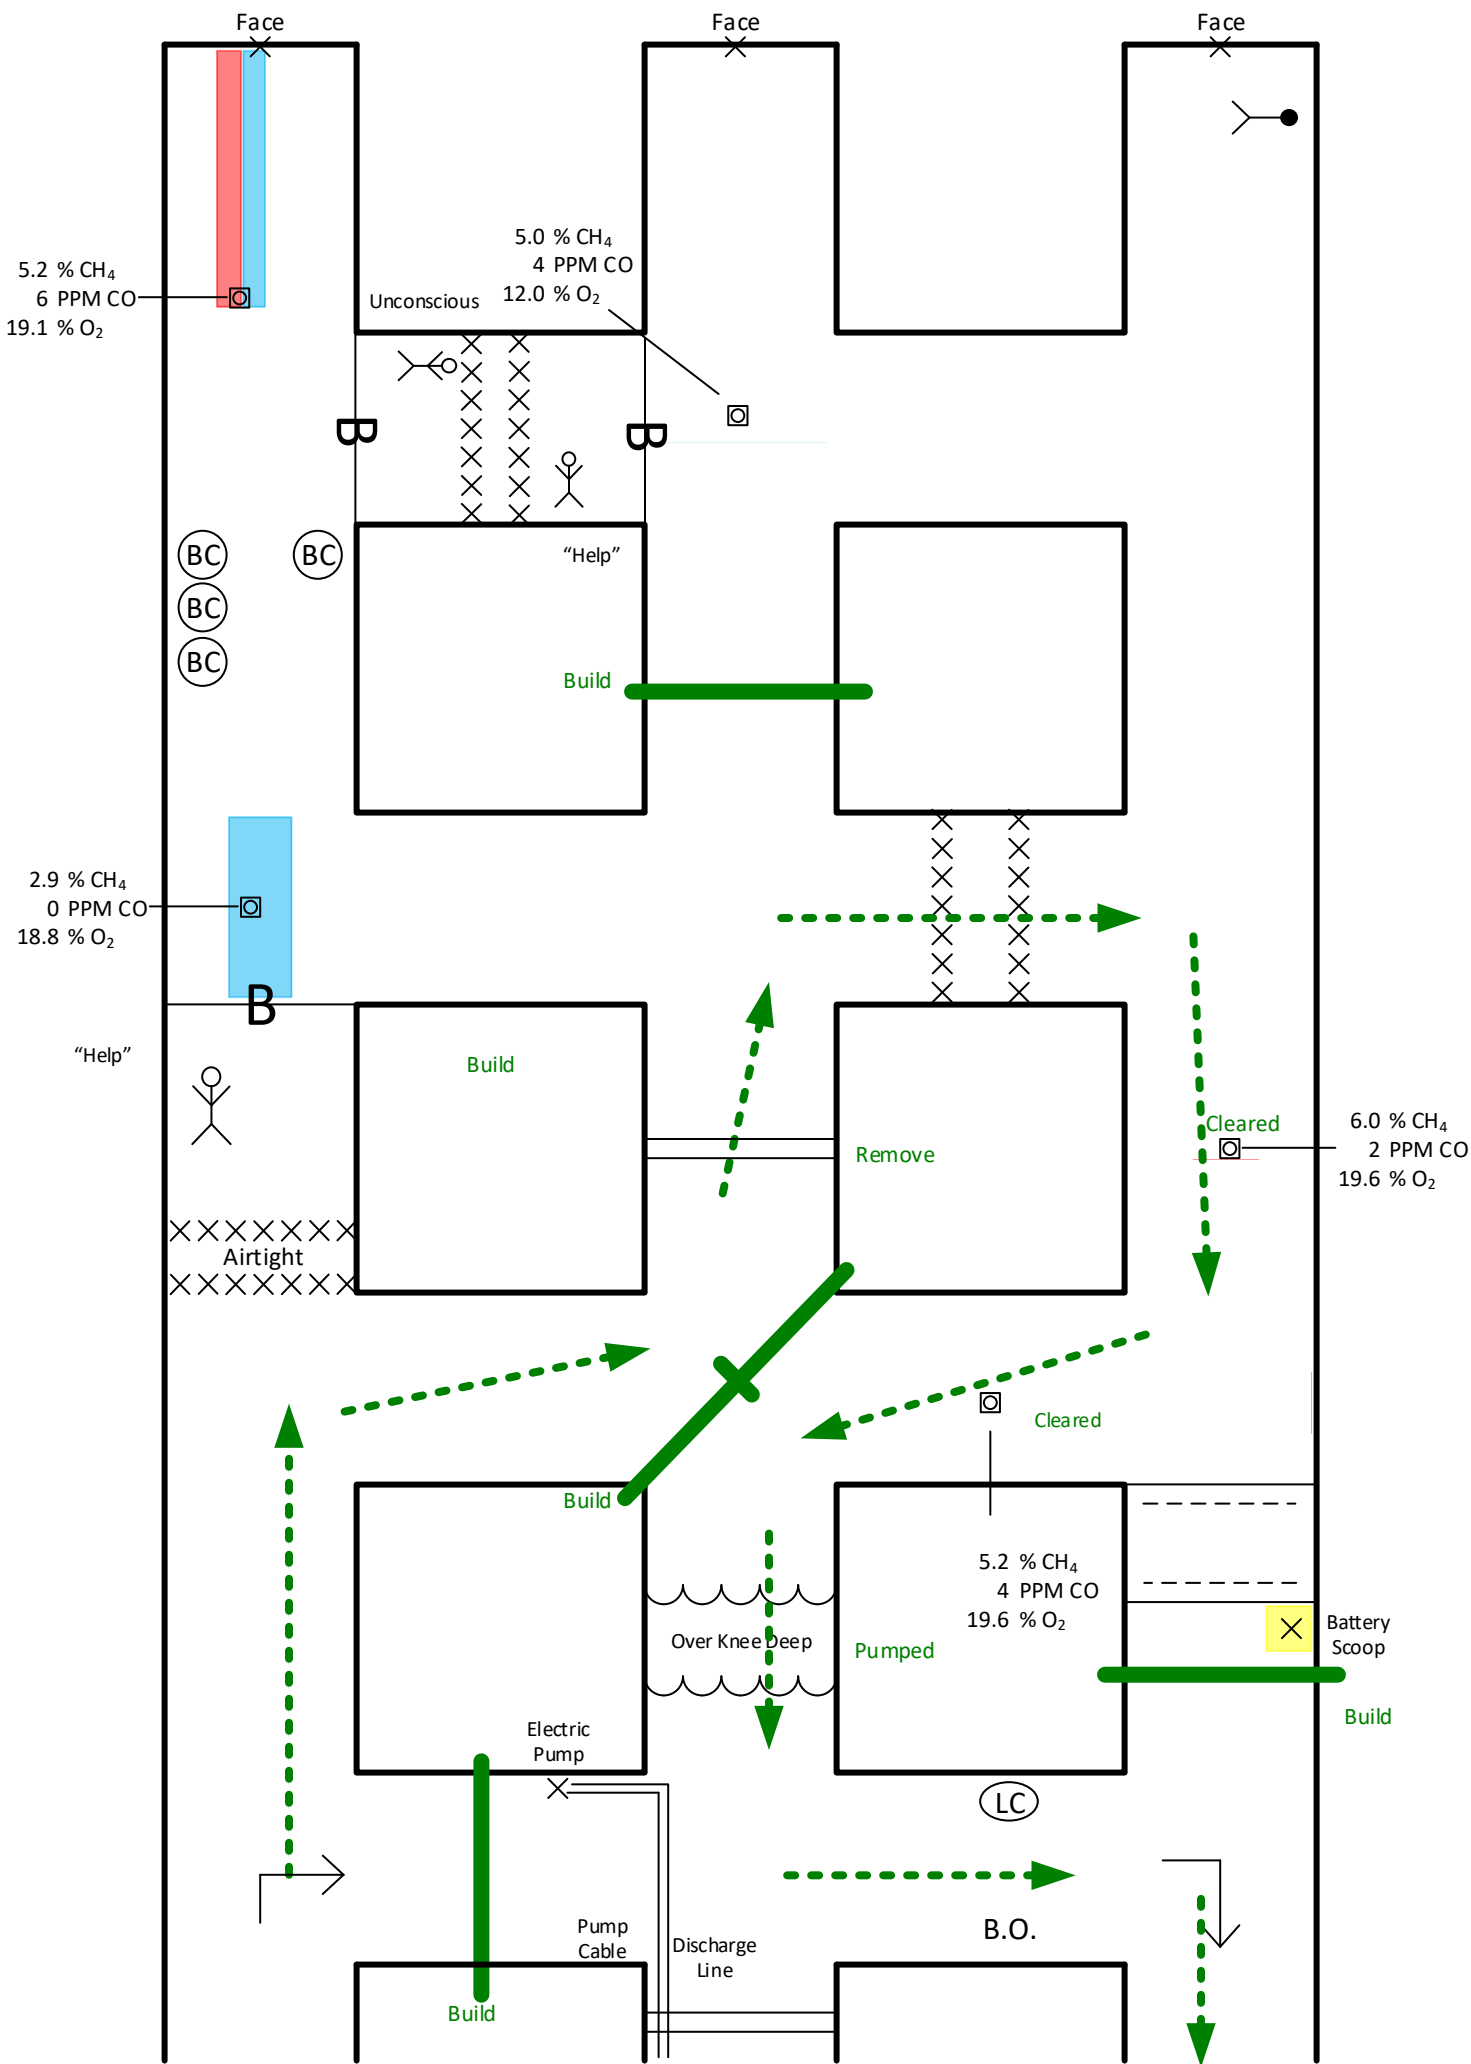 Face
Face
Face
5.0 % CH₄
4 PPM CO
12.0 % O₂
5.2 % CH₄
6 PPM CO
19.1 % O₂
Unconscious
B
B
BC
BC
BC
BC
“Help”
Build
2.9 % CH₄
0 PPM CO
18.8 % O₂
B
“Help”
Build
Remove
Cleared
6.0 % CH₄
2 PPM CO
19.6 % O₂
Airtight
Cleared
Build
5.2 % CH₄
4 PPM CO
19.6 % O₂
Over Knee Deep
Pumped
Battery
Scoop
Build
Electric
Pump
LC
Pump
Cable
Discharge
Line
B.O.
Build